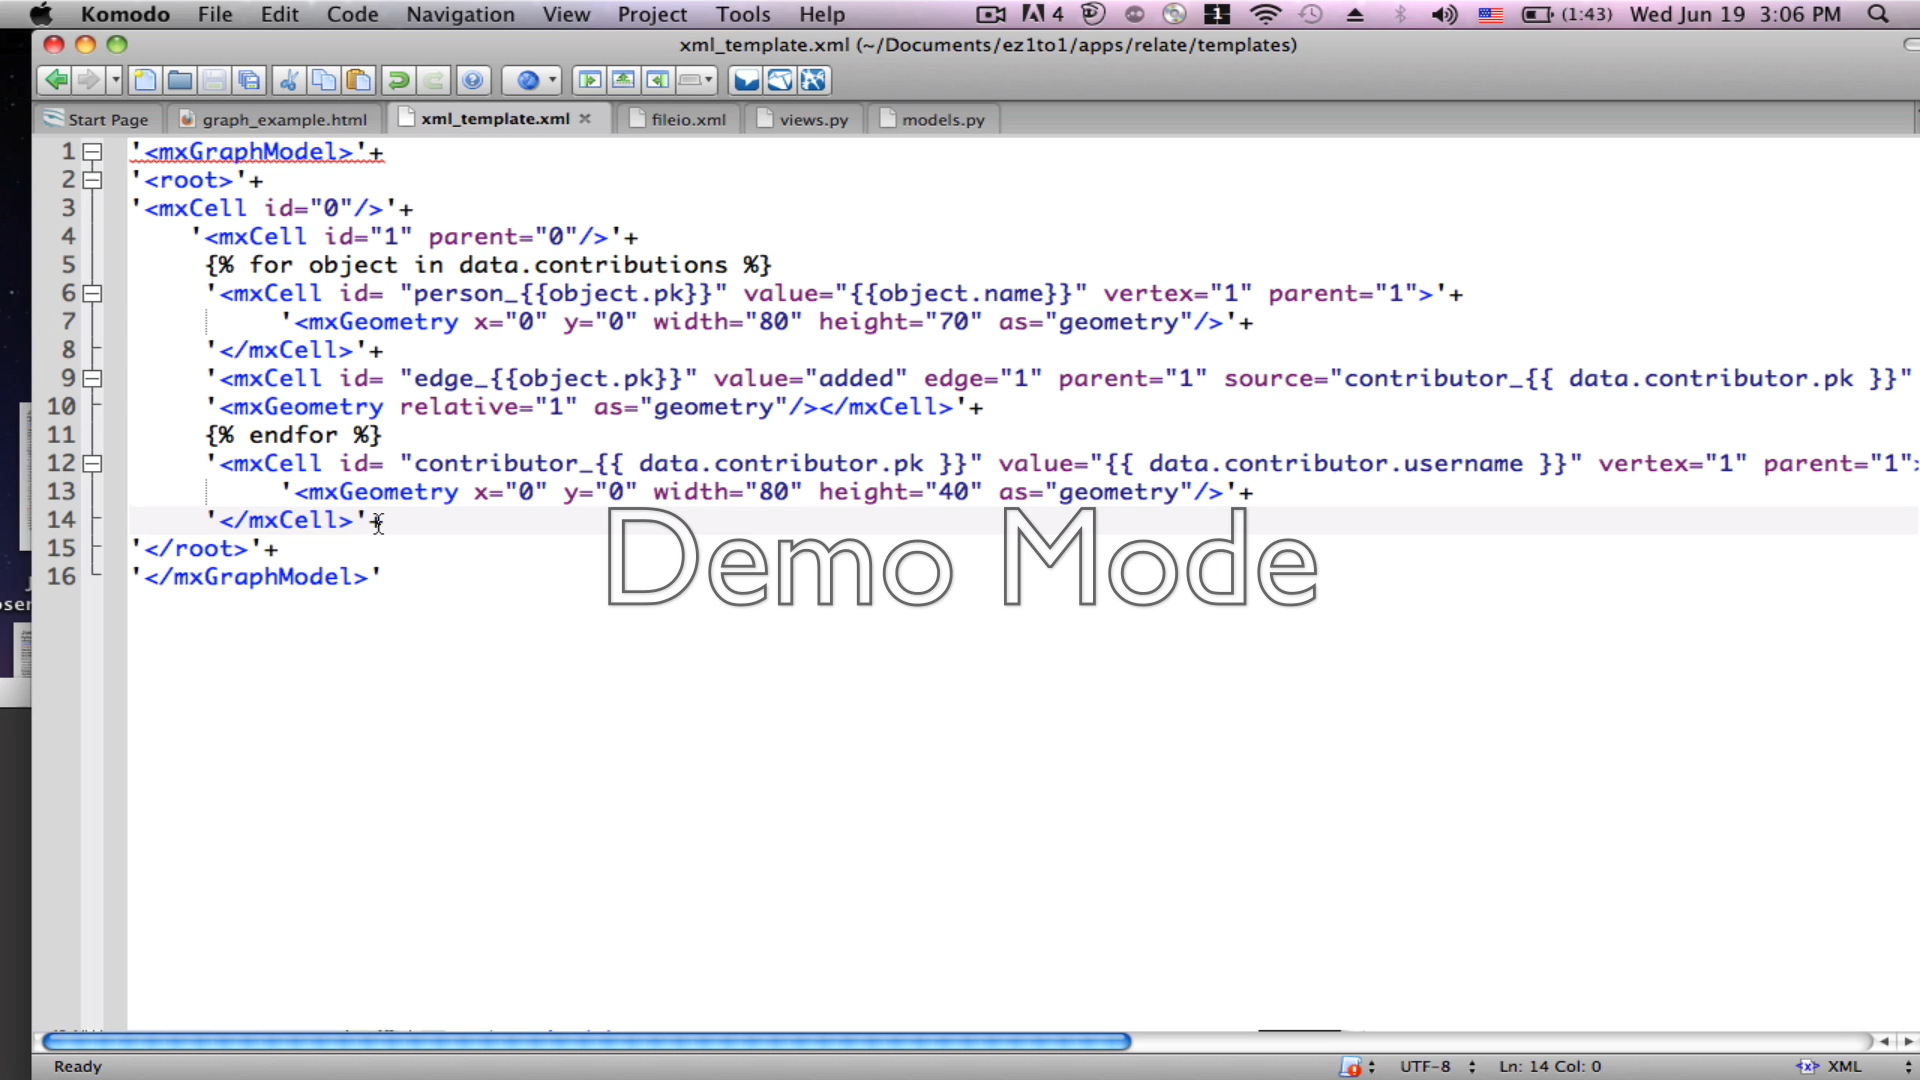 Komodo File Edit Code Navigation View Project Tools Help 4 1 (1:43) Wed Jun 19 3:06 PM
xml_template.xml (~/Documents/ez1to1/apps/relate/templates)
Start Page graph_example.html xml_template.xml fileio.xml views.py models.py
1 '<mxGraphModel>'+
2 '<root>'+
3 '<mxCell id="0"/>'+
4 '<mxCell id="1" parent="0"/>'+
5 {% for object in data.contributions %}
6 '<mxCell id= "person_{{object.pk}}" value="{{object.name}}" vertex="1" parent="1">'+
7 '<mxGeometry x="0" y="0" width="80" height="70" as="geometry"/>'+
8 '</mxCell>'+
9 '<mxCell id= "edge_{{object.pk}}" value="added" edge="1" parent="1" source="contributor_{{ data.contributor.pk }}"
10 '<mxGeometry relative="1" as="geometry"/></mxCell>'+
11 {% endfor %}
12 '<mxCell id= "contributor_{{ data.contributor.pk }}" value="{{ data.contributor.username }}" vertex="1" parent="1">
13 '<mxGeometry x="0" y="0" width="80" height="40" as="geometry"/>'+
14 '</mxCell>'+
15 '</root>'+
16 '</mxGraphModel>'
Demo Mode
Ready UTF-8 Ln: 14 Col: 0 XML